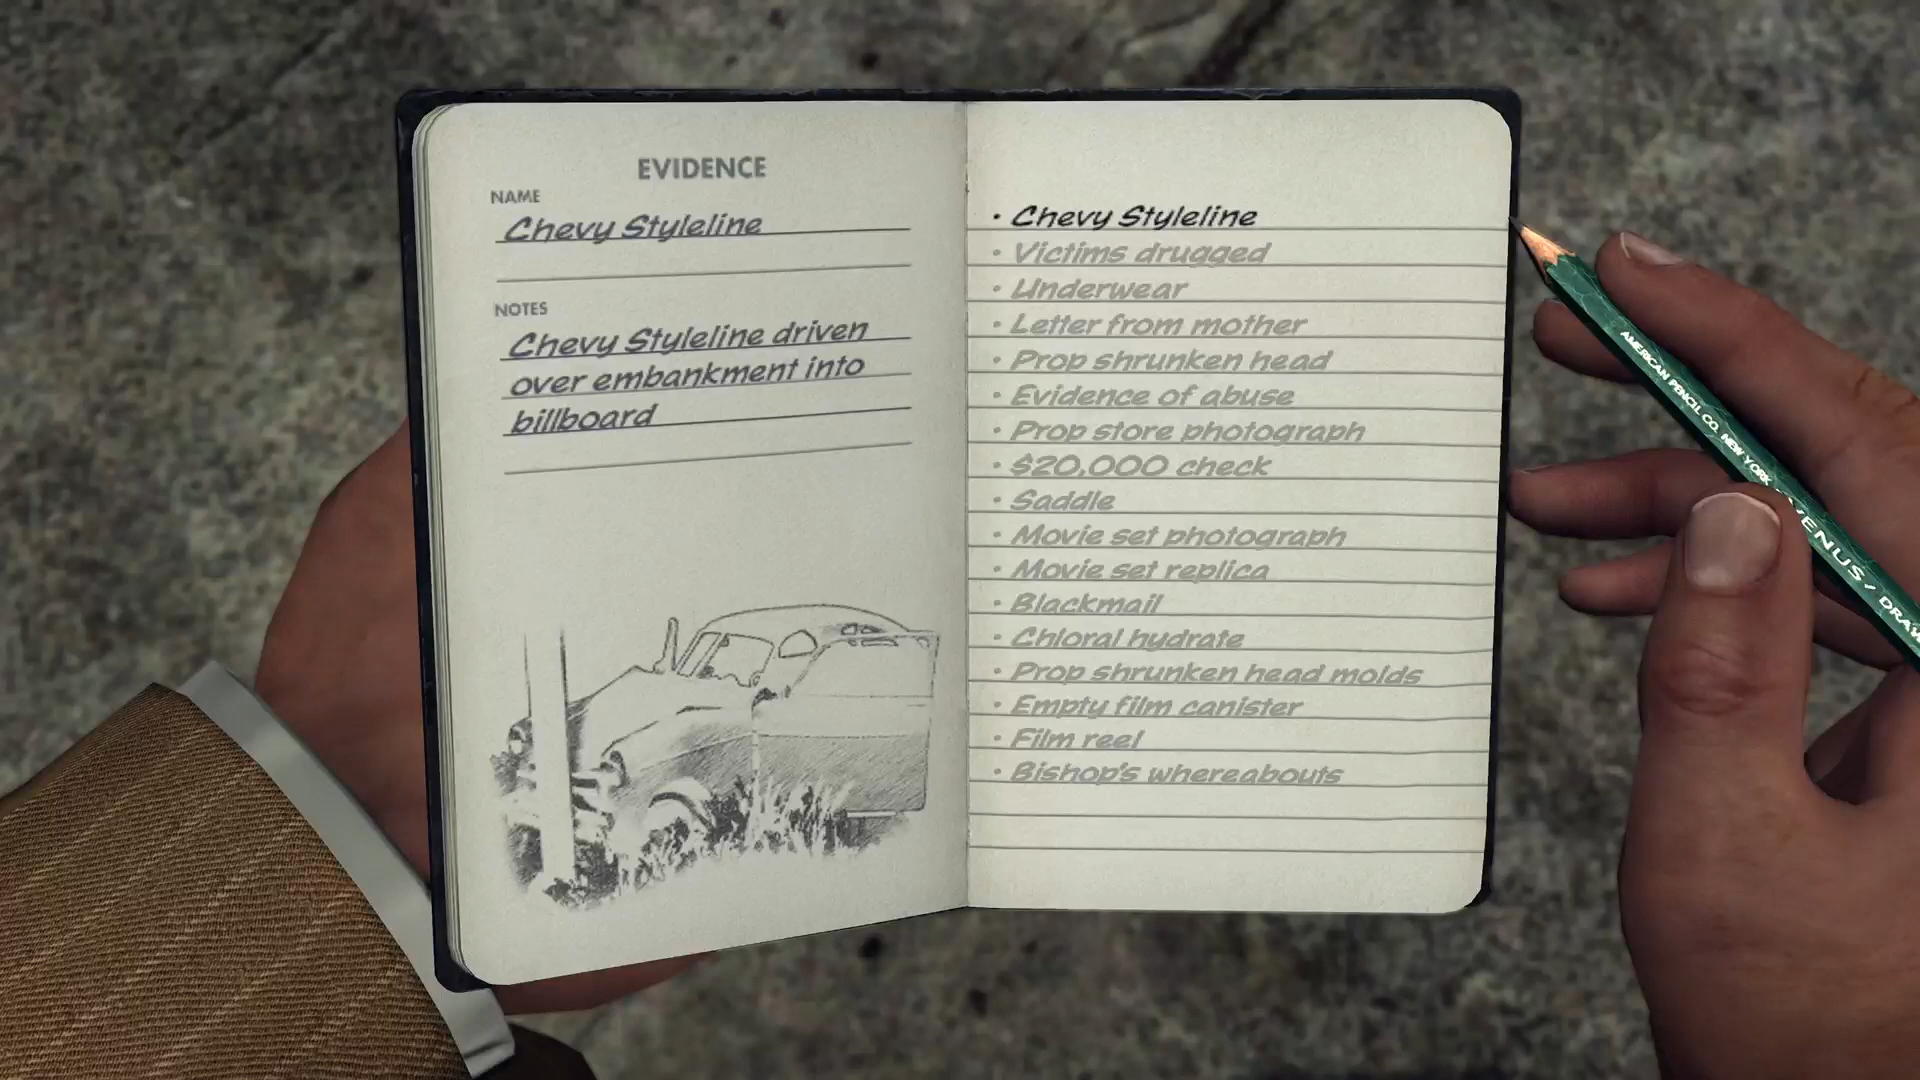 EVIDENCE
NAME
Chevy Styleline
NOTES
Chevy Styleline driven
over embankment into
billboard
• Chevy Styleline
• Victims drugged
• Underwear
• Letter from mother
• Prop shrunken head
• Evidence of abuse
• Prop store photograph
• $20,000 check
• Saddle
• Movie set photograph
• Movie set replica
• Blackmail
• Chloral hydrate
• Prop shrunken head molds
• Empty film canister
• Film reel
• Bishop's whereabouts
AMERICAN PENCIL CO. NEW YORK